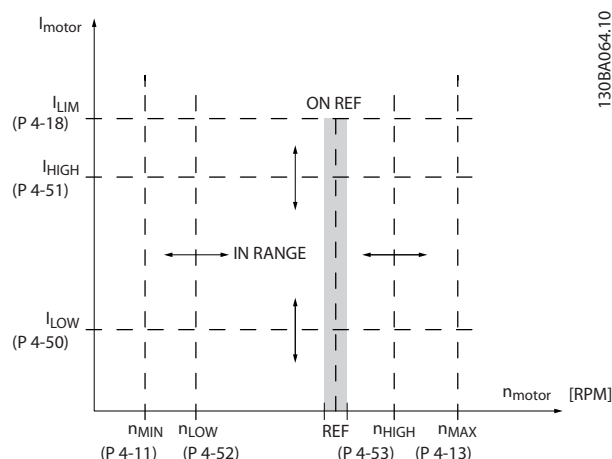 Imotor
130BA064.10
ILIM
(P 4-18)
ON REF
IHIGH
(P 4-51)
IN RANGE
ILOW
(P 4-50)
nmotor [RPM]
nMIN nLOW REF nHIGH nMAX
(P 4-11) (P 4-52) (P 4-53) (P 4-13)